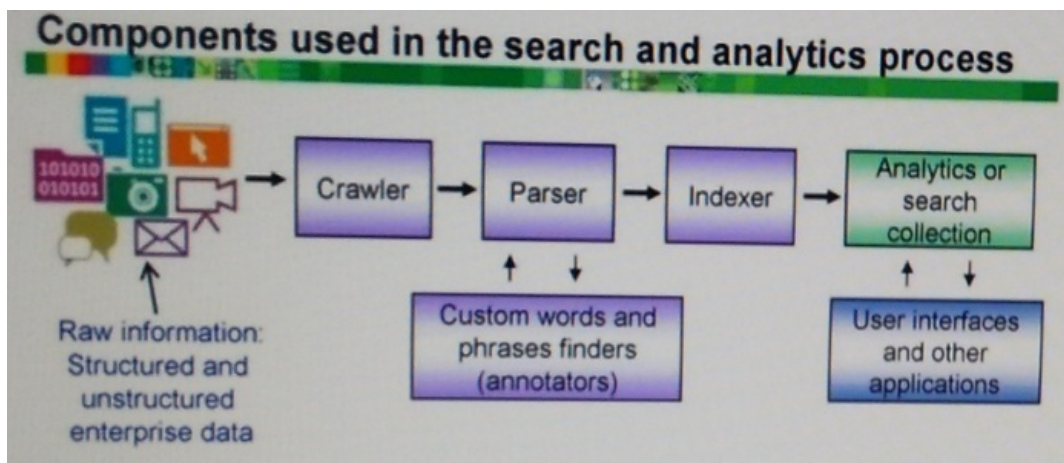 Components used in the search and analytics process
101010
010101
Crawler
Parser
Indexer
Analytics or
search
collection
Custom words and
phrases finders
(annotators)
User interfaces
and other
applications
Raw information:
Structured and
unstructured
enterprise data